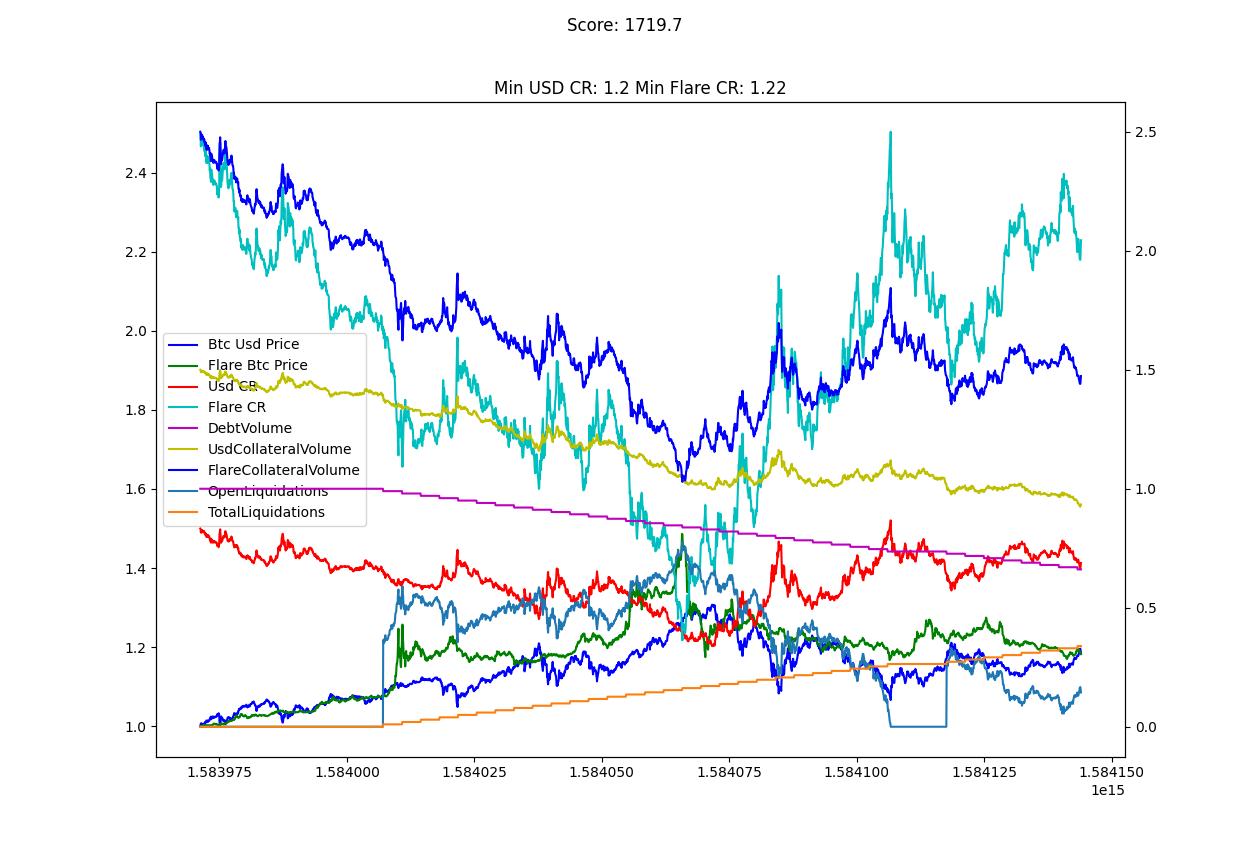 Score: 1719.7
Min USD CR: 1.2 Min Flare CR: 1.22
2.4
2.2
2.0
1.8
1.6
1.4
1.2
1.0
2.5
2.0
1.5
1.0
0.5
0.0
Btc Usd Price
Flare Btc Price
Usd CR
Flare CR
DebtVolume
UsdCollateralVolume
FlareCollateralVolume
OpenLiquidations
TotalLiquidations
1.583975 1.584000 1.584025 1.584050 1.584075 1.584100 1.584125 1.584150
1e15